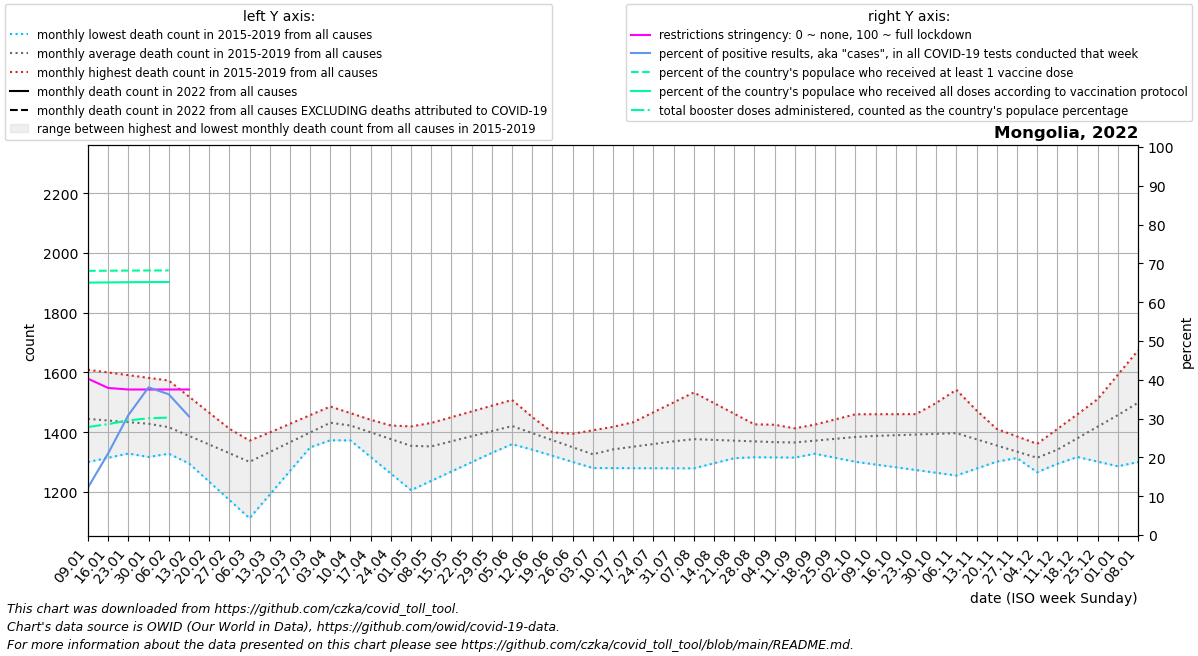 left Y axis:
monthly lowest death count in 2015-2019 from all causes
monthly average death count in 2015-2019 from all causes
monthly highest death count in 2015-2019 from all causes
monthly death count in 2022 from all causes
monthly death count in 2022 from all causes EXCLUDING deaths attributed to COVID-19
range between highest and lowest monthly death count from all causes in 2015-2019
right Y axis:
restrictions stringency: 0 ~ none, 100 ~ full lockdown
percent of positive results, aka "cases", in all COVID-19 tests conducted that week
percent of the country's populace who received at least 1 vaccine dose
percent of the country's populace who received all doses according to vaccination protocol
total booster doses administered, counted as the country's populace percentage
Mongolia, 2022
2200
2000
1800
1600
1400
1200
count
100
90
80
70
60
50
40
30
20
10
0
percent
09.01 16.01 23.01 30.01 06.02 13.02 20.02 27.02 06.03 13.03 20.03 27.03 03.04 10.04 17.04 24.04 01.05 08.05 15.05 22.05 29.05 05.06 12.06 19.06 26.06 03.07 10.07 17.07 24.07 31.07 07.08 14.08 21.08 28.08 04.09 11.09 18.09 25.09 02.10 09.10 16.10 23.10 30.10 06.11 13.11 20.11 27.11 04.12 11.12 18.12 25.12 01.01 08.01
date (ISO week Sunday)
This chart was downloaded from https://github.com/czka/covid_toll_tool.
Chart's data source is OWID (Our World in Data), https://github.com/owid/covid-19-data.
For more information about the data presented on this chart please see https://github.com/czka/covid_toll_tool/blob/main/README.md.